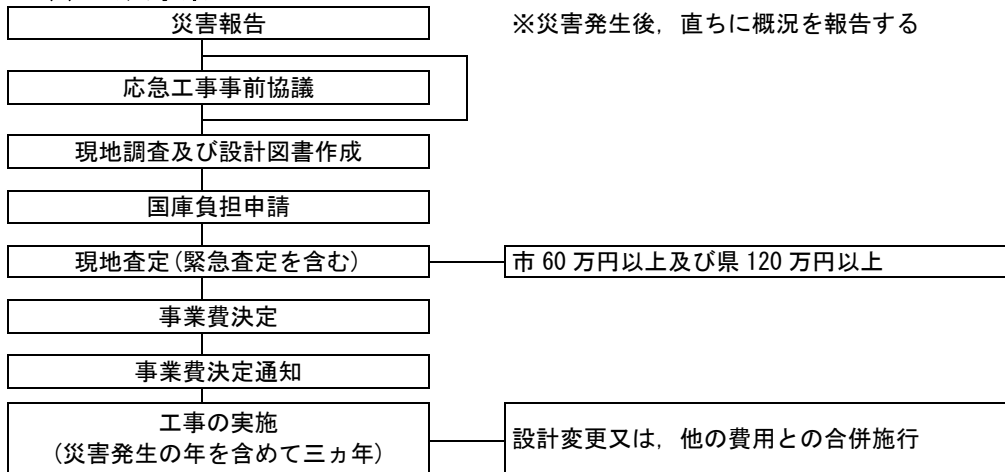 災害報告
※災害発生後，直ちに概況を報告する
応急工事事前協議
現地調査及び設計図書作成
国庫負担申請
現地査定(緊急査定を含む)
市 60 万円以上及び県 120 万円以上
事業費決定
事業費決定通知
工事の実施
(災害発生の年を含めて三ヵ年)
設計変更又は，他の費用との合併施行